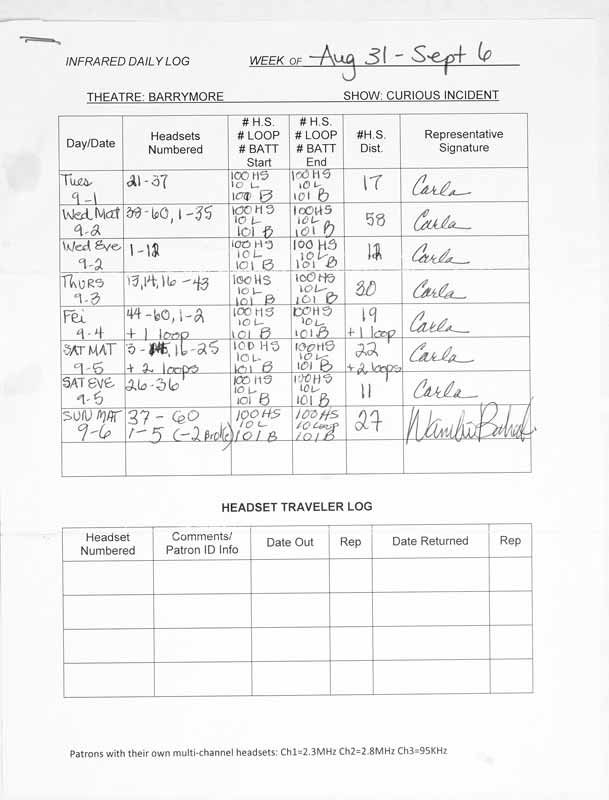 INFRARED DAILY LOG WEEK OF Aug 31 - Sept 6
THEATRE: BARRYMORE SHOW: CURIOUS INCIDENT
Day/Date Headsets Numbered # H.S. # LOOP # BATT Start # H.S. # LOOP # BATT End #H.S. Dist. Representative Signature
Tues 21-37 100 HS 100 HS 17 Carla
10 L 10 L
9-1 100 B 101 B
Wed Mat 38-60, 1-35 100 HS 100 HS 58 Carla
10 L 10 L
9-2 101 B 101 B
Wed Eve 1-12 100 HS 100 HS 12 Carla
10 L 10 L
9-2 101 B 101 B
THURS 13,14,16-43 100 HS 100 HS 30 Carla
10 L 10 L
9-3 101 B 101 B
Fri 44-60, 1-2 100 HS 100 HS 19 Carla
10 L 10 L
9-4 + 1 loop 101 B 101 B + 1 loop
SAT MAT 3- 16-25 100 HS 100 HS 22 Carla
10 L 10 L
9-5 + 2 loops 101 B 101 B + 2 loops
SAT EVE 26-36 100 HS 100 HS 11 Carla
10 L 10 L
9-5 101 B 101 B
SUN MAT 37-60 100 HS 100 HS 27
10 L 10 Loop
9-6 1-5 (-2 Broke) 101 B 101 B
HEADSET TRAVELER LOG
Headset Numbered Comments/ Patron ID Info Date Out Rep Date Returned Rep
Patrons with their own multi-channel headsets: Ch1=2.3MHz Ch2=2.8MHz Ch3=95KHz